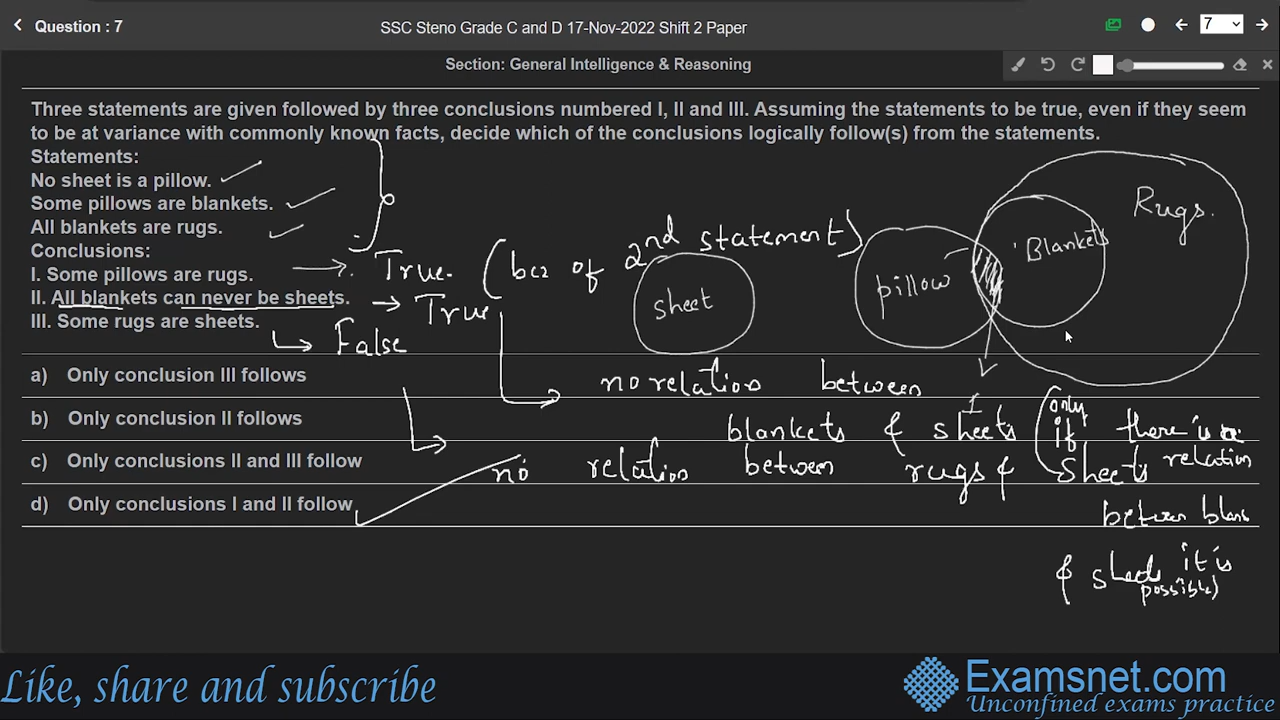 Question : 7
SSC Steno Grade C and D 17-Nov-2022 Shift 2 Paper
7
Section: General Intelligence & Reasoning
Three statements are given followed by three conclusions numbered I, II and III. Assuming the statements to be true, even if they seem
to be at variance with commonly known facts, decide which of the conclusions logically follow(s) from the statements.
Statements:
No sheet is a pillow.
Some pillows are blankets.
All blankets are rugs.
Conclusions:
I. Some pillows are rugs.
True. (bcz of 2nd statement)
II. All blankets can never be sheets.
True
III. Some rugs are sheets.
False
sheet
pillow
Blankets
Rugs.
a) Only conclusion III follows
b) Only conclusion II follows
c) Only conclusions II and III follow
d) Only conclusions I and II follow
no relation between
blankets & sheets
I
(only
if there is a
relation
between blank
& sheets it is
possible)
no relation between rugs & sheets
Like, share and subscribe
Examsnet.com
Unconfined exams practice